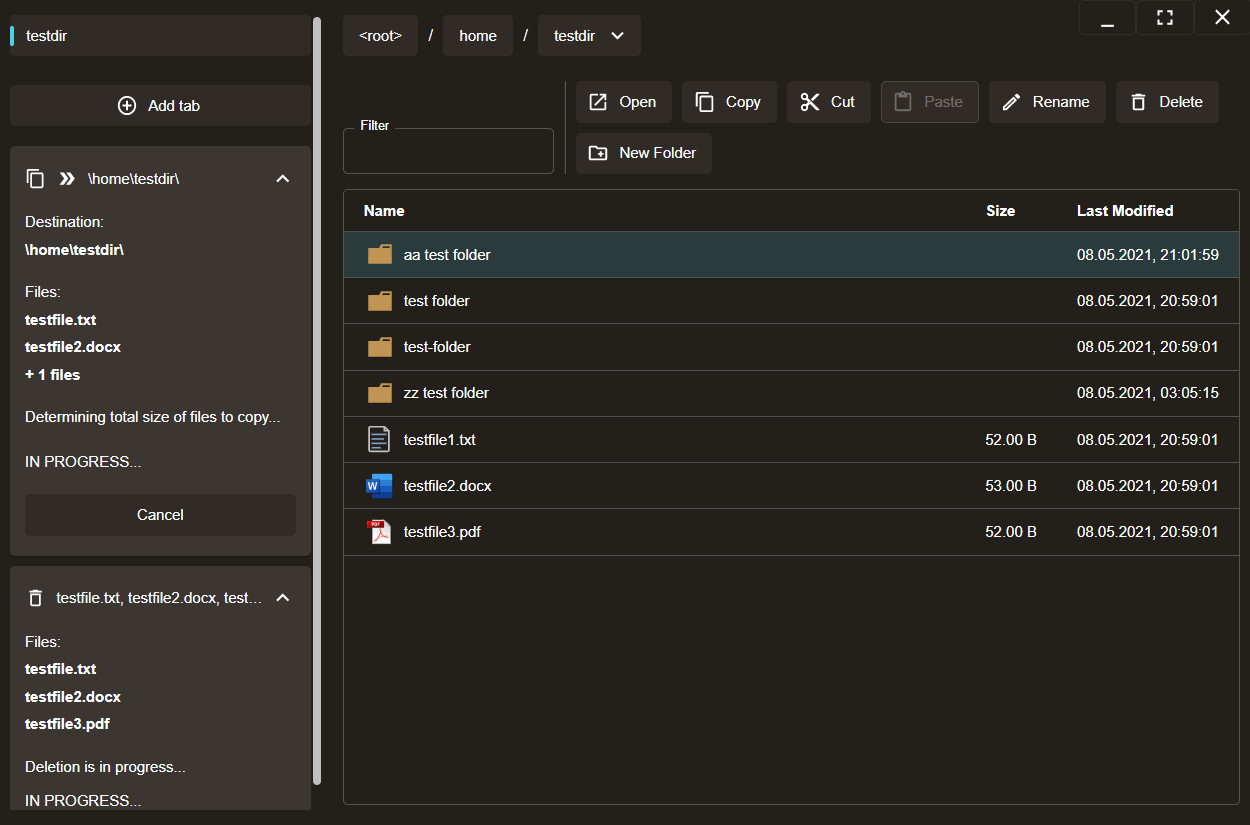 testdir
Add tab
\home\testdir\
Destination:
\home\testdir\
Files:
testfile.txt
testfile2.docx
+ 1 files
Determining total size of files to copy...
IN PROGRESS...
Cancel
testfile.txt, testfile2.docx, test...
Files:
testfile.txt
testfile2.docx
testfile3.pdf
Deletion is in progress...
IN PROGRESS...
<root> / home / testdir
Filter
Open Copy Cut Paste Rename Delete
New Folder
Name Size Last Modified
aa test folder 08.05.2021, 21:01:59
test folder 08.05.2021, 20:59:01
test-folder 08.05.2021, 20:59:01
zz test folder 08.05.2021, 03:05:15
testfile1.txt 52.00 B 08.05.2021, 20:59:01
W testfile2.docx 53.00 B 08.05.2021, 20:59:01
PDF testfile3.pdf 52.00 B 08.05.2021, 20:59:01